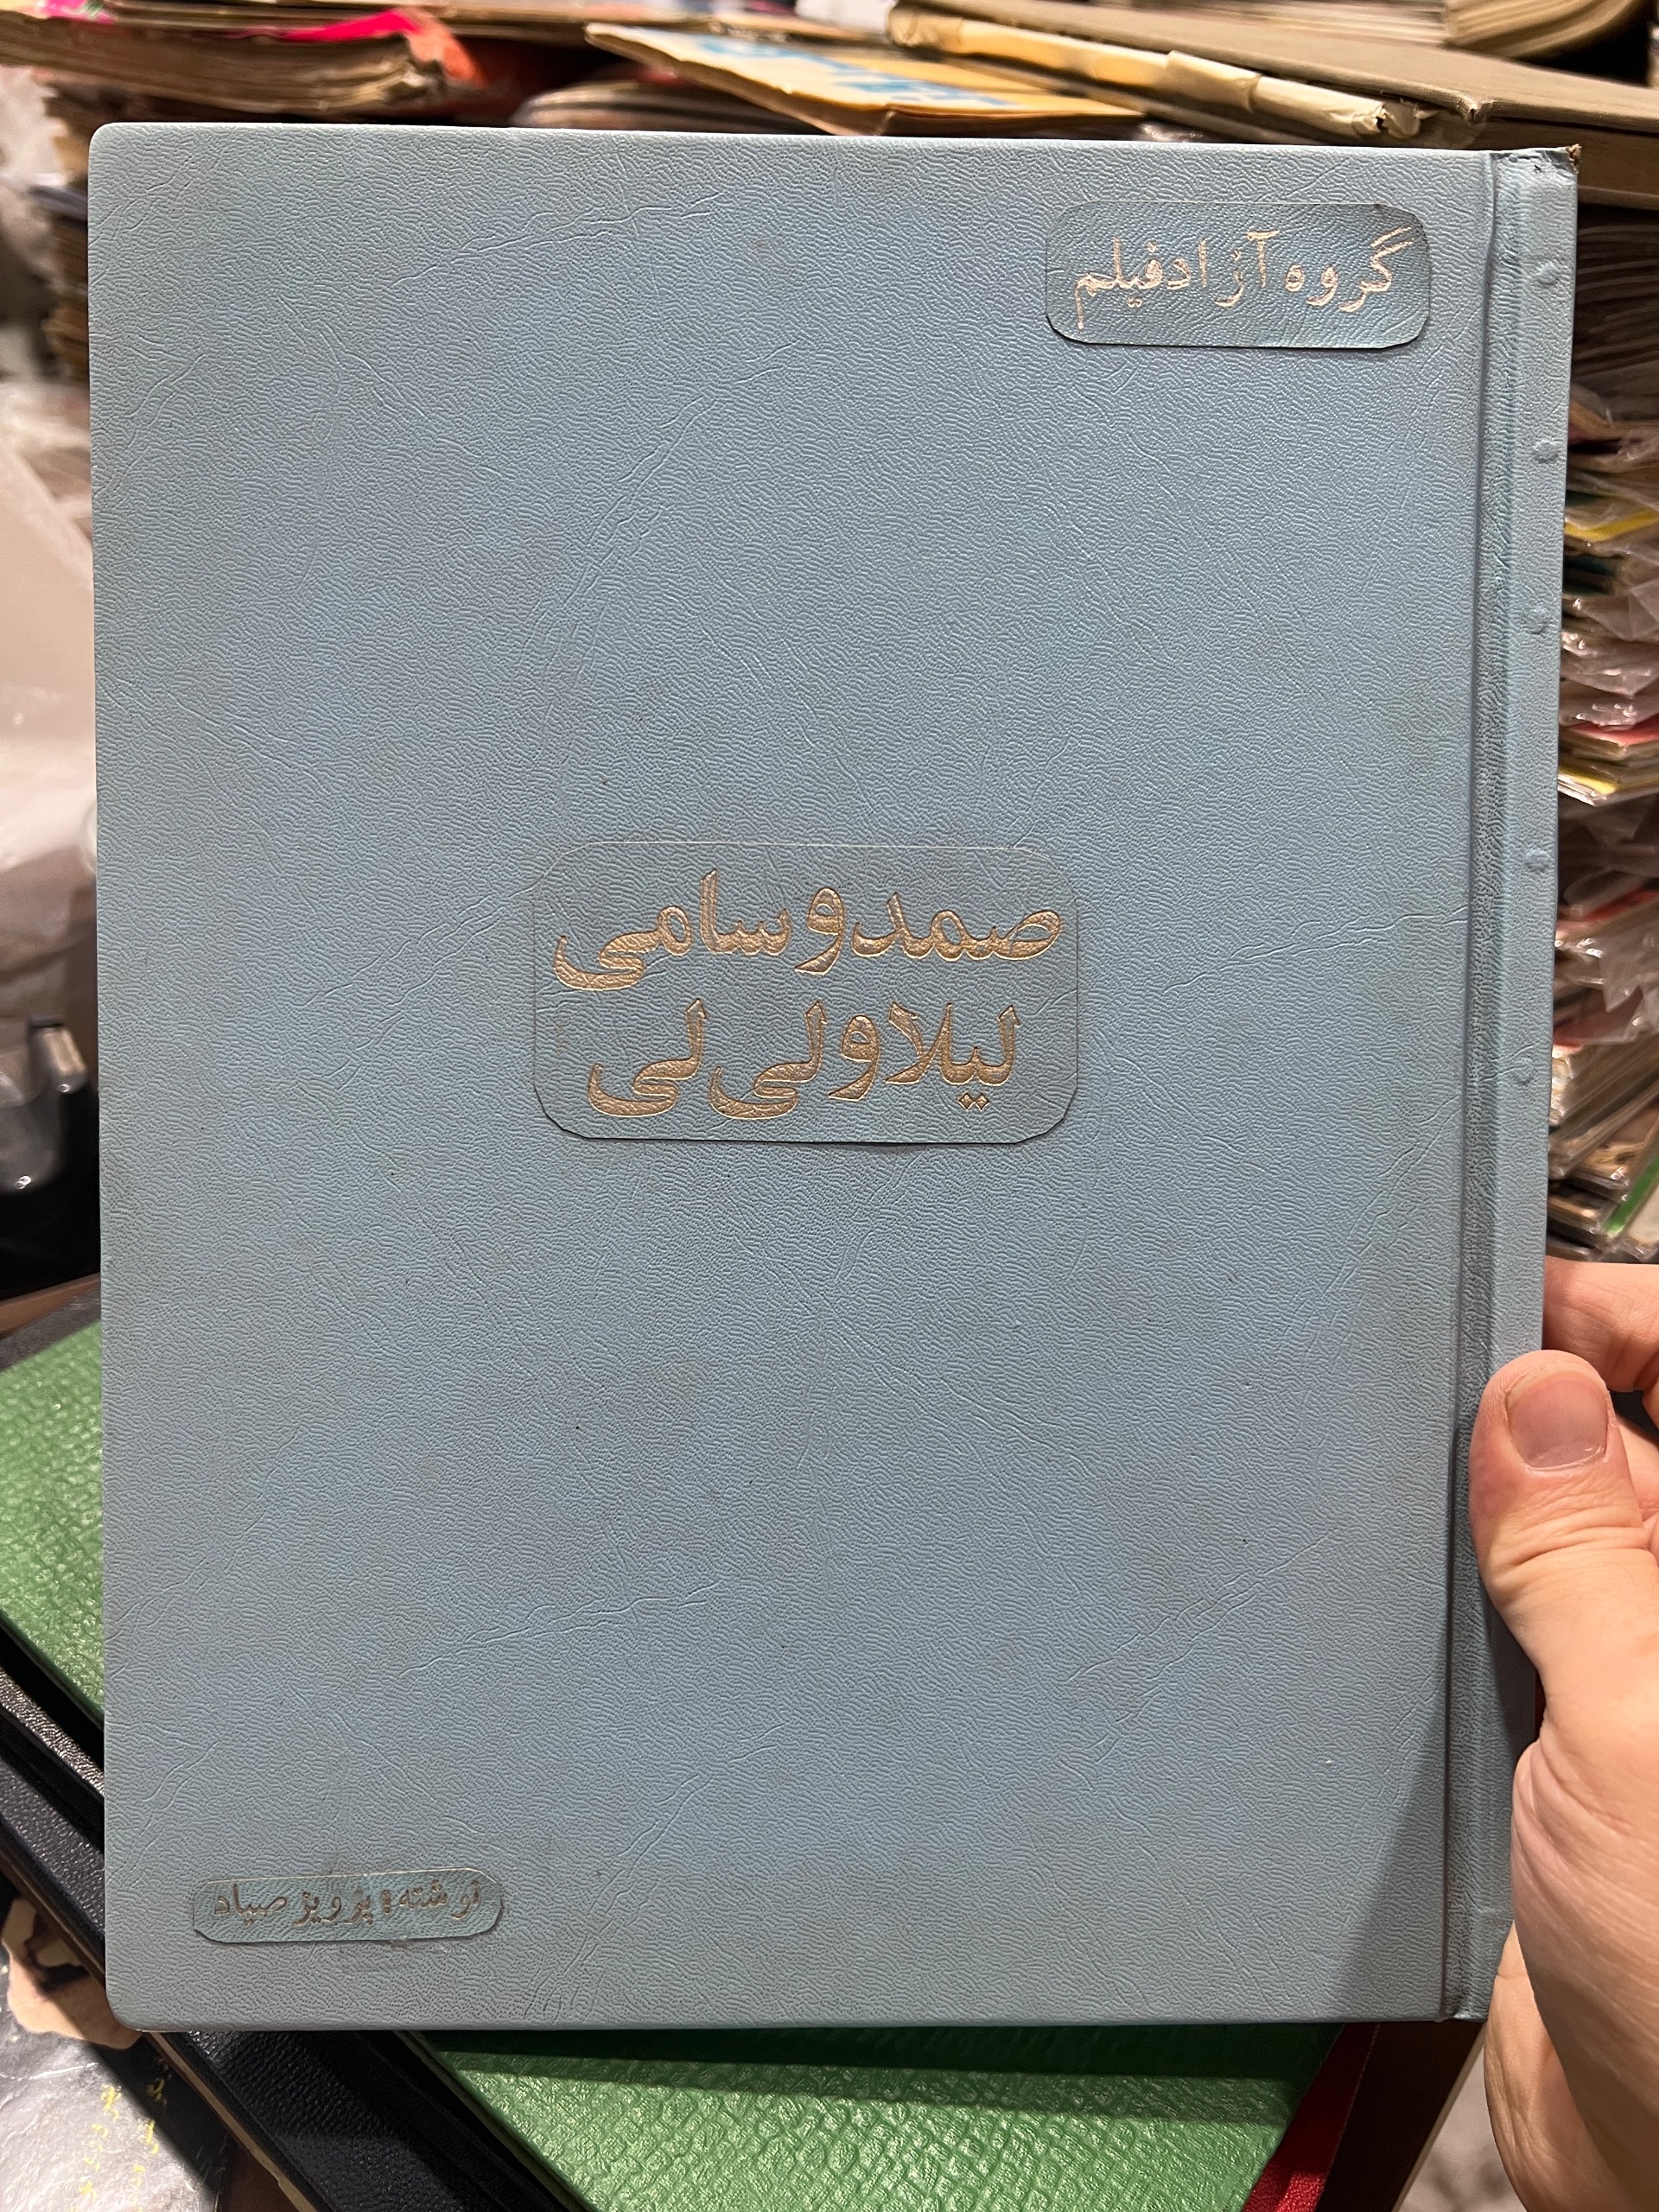 گروه آزاد فیلم
صمد و سامی
لیلا و لی لی
نوشته: پرویز صیاد